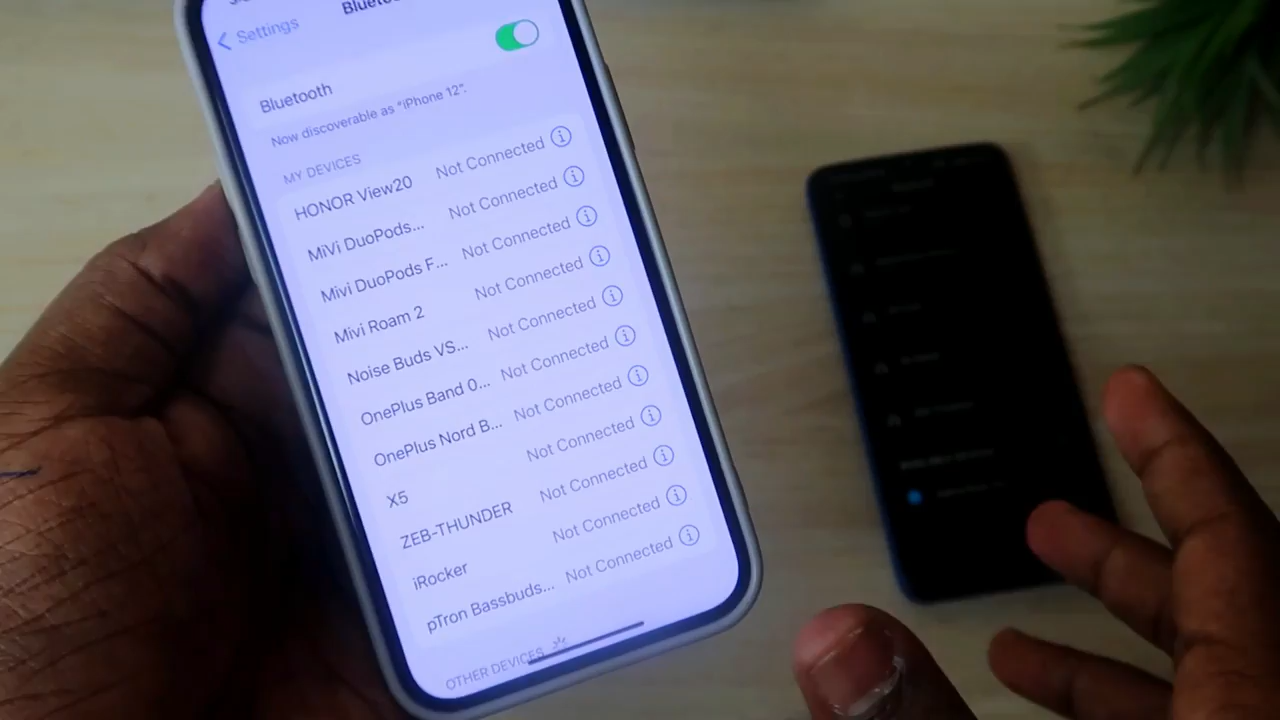 Settings
Bluetooth
Now discoverable as "iPhone 12".
MY DEVICES
HONOR View20 Not Connected
MiVi DuoPods... Not Connected
Mivi DuoPods F... Not Connected
Mivi Roam 2 Not Connected
Noise Buds VS... Not Connected
OnePlus Band 0... Not Connected
OnePlus Nord B... Not Connected
X5 Not Connected
ZEB-THUNDER Not Connected
iRocker Not Connected
pTron Bassbuds... Not Connected
OTHER DEVICES